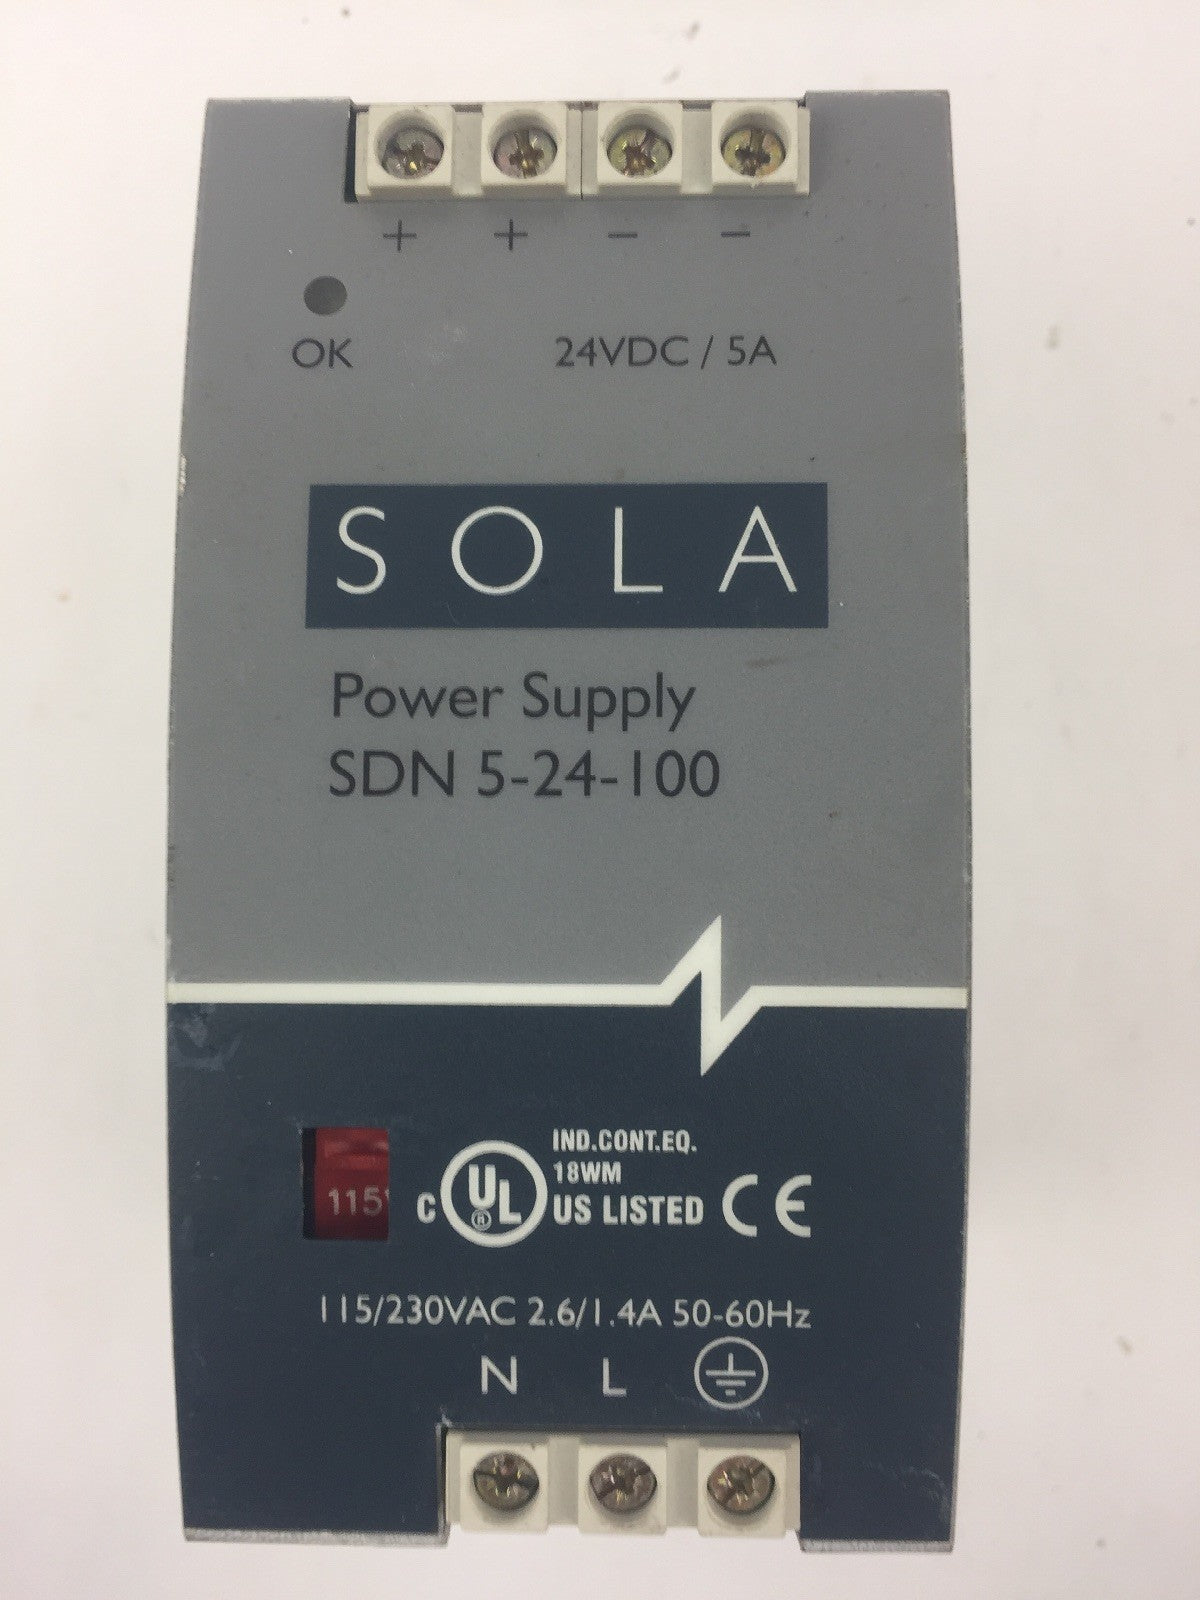 + + − −
OK 24VDC / 5A
SOLA
Power Supply
SDN 5-24-100
IND.CONT.EQ.
18WM
115 C UL ® US LISTED CE
115/230VAC 2.6/1.4A 50-60Hz
N L